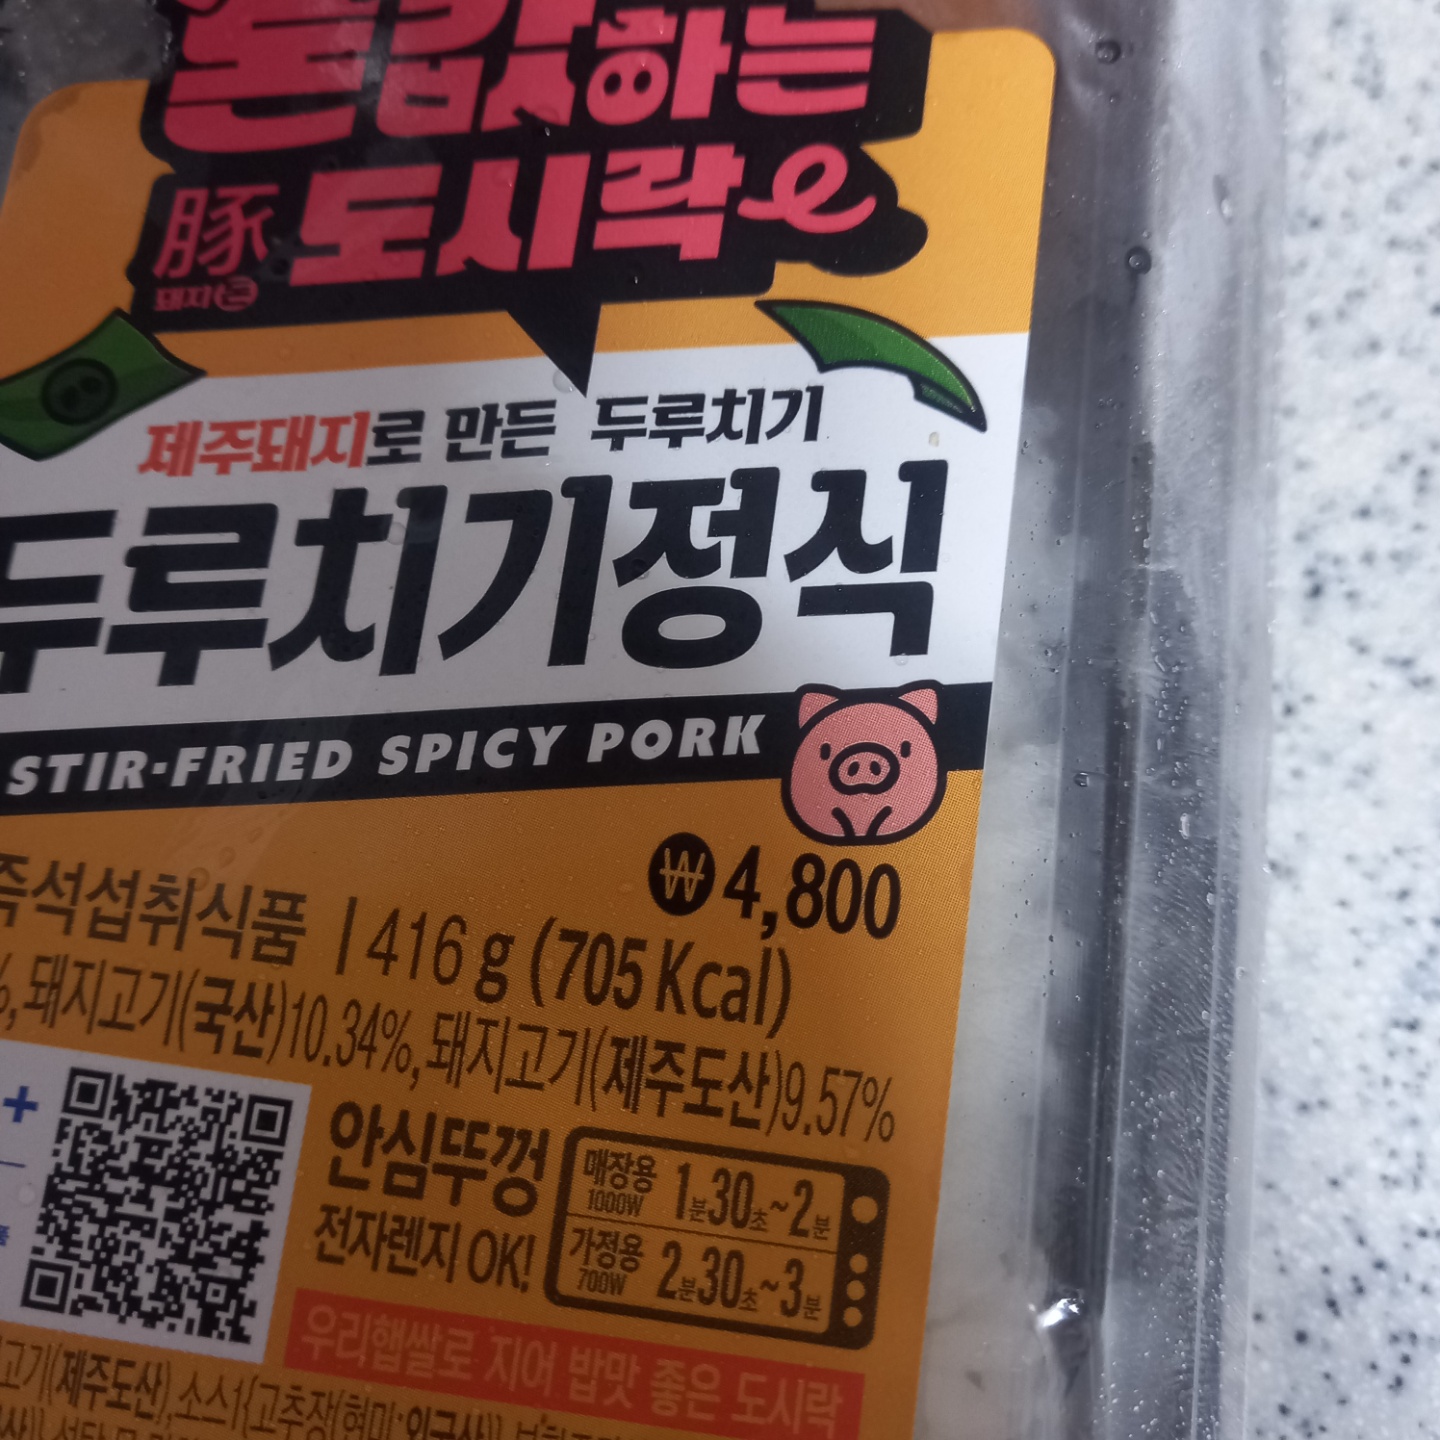 돈값하는
豚 도시락
돼지돈
제주돼지로 만든 두루치기
두루치기정식
STIR-FRIED SPICY PORK
₩4,800
즉석섭취식품 | 416 g (705 Kcal)
%, 돼지고기(국산)10.34%, 돼지고기(제주도산)9.57%
안심뚜껑
전자렌지 OK!
매장용 1000W 1분30초~2분
가정용 700W 2분30초~3분
우리햅쌀로 지어 밥맛 좋은 도시락
고기(제주도산), 소스1{고추장(현미:외국산)},